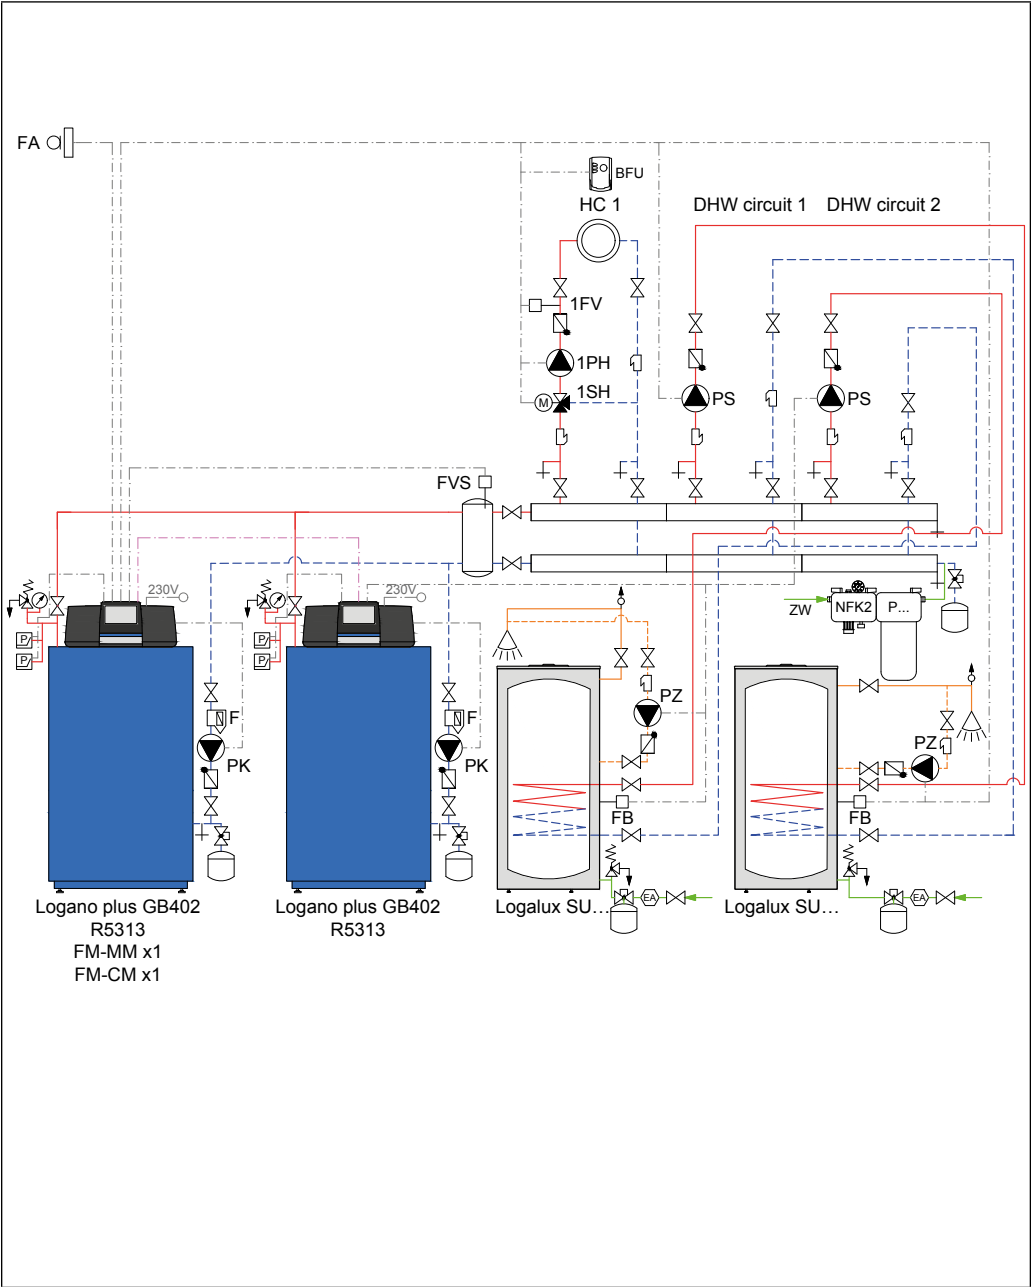 FA
BFU
HC 1
DHW circuit 1
DHW circuit 2
1FV
1PH
1SH
M
PS
PS
FVS
230V
230V
ZW
NFK2
P...
P
P
P
P
F
F
PK
PK
PZ
PZ
FB
FB
EA
EA
Logano plus GB402
R5313
FM-MM x1
FM-CM x1
Logano plus GB402
R5313
Logalux SU…
Logalux SU…